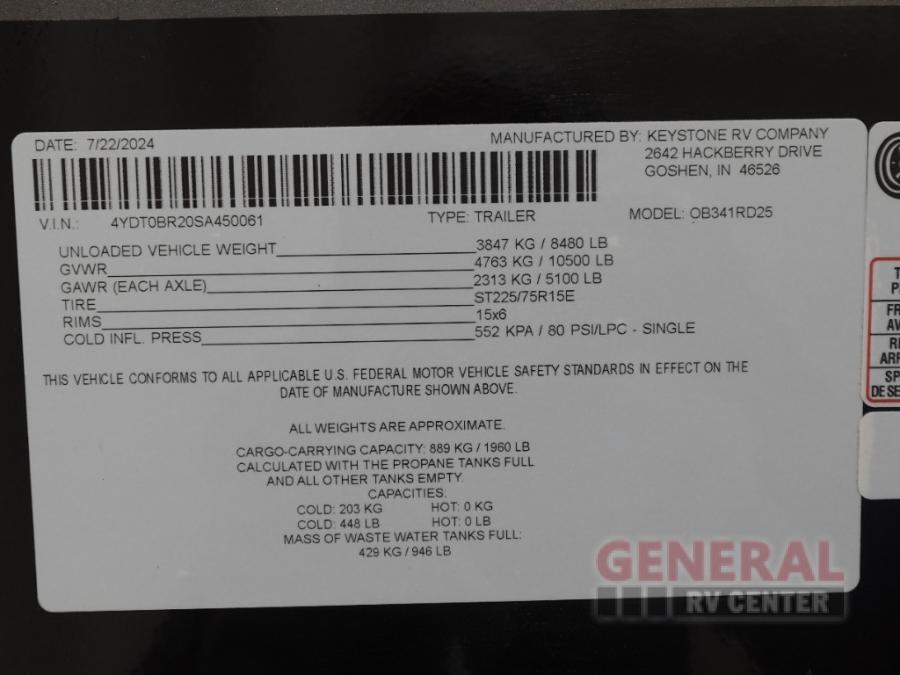 DATE: 7/22/2024
MANUFACTURED BY: KEYSTONE RV COMPANY
2642 HACKBERRY DRIVE
GOSHEN, IN 46526
V.I.N.: 4YDT0BR20SA450061 TYPE: TRAILER MODEL: OB341RD25
UNLOADED VEHICLE WEIGHT 3847 KG / 8480 LB
GVWR 4763 KG / 10500 LB
GAWR (EACH AXLE) 2313 KG / 5100 LB
TIRE ST225/75R15E
RIMS 15x6
COLD INFL. PRESS 552 KPA / 80 PSI/LPC - SINGLE
THIS VEHICLE CONFORMS TO ALL APPLICABLE U.S. FEDERAL MOTOR VEHICLE SAFETY STANDARDS IN EFFECT ON THE
DATE OF MANUFACTURE SHOWN ABOVE.
ALL WEIGHTS ARE APPROXIMATE.
CARGO-CARRYING CAPACITY: 889 KG / 1960 LB
CALCULATED WITH THE PROPANE TANKS FULL
AND ALL OTHER TANKS EMPTY.
CAPACITIES:
COLD: 203 KG HOT: 0 KG
COLD: 448 LB HOT: 0 LB
MASS OF WASTE WATER TANKS FULL:
429 KG / 946 LB
GENERAL
RV CENTER